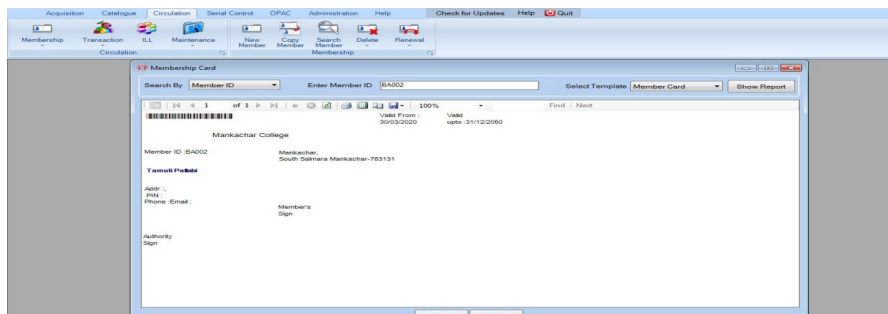 Acquisition Catalogue Circulation Serial Control OPAC Administration Help Check for Updates Help Quit
Membership Transaction ILL Maintenance New Member Copy Member Search Member Delete Renewal
Circulation Membership
Membership Card
Search By Member ID Enter Member ID BA002 Select Template Member Card Show Report
1 of 1 100% Find | Next
Valid From : Valid
30/03/2020 upto :31/12/2050
Mankachar College
Member ID :BA002 Mankachar,
South Salmara Mankachar-783131
Tamuli Pallabi
Addr :,
PIN :
Phone :Email :
Member's
Sign
Authority
Sign